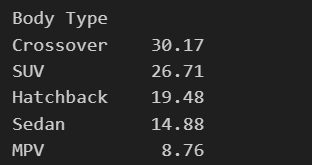 Body Type
Crossover    30.17
SUV          26.71
Hatchback    19.48
Sedan        14.88
MPV           8.76